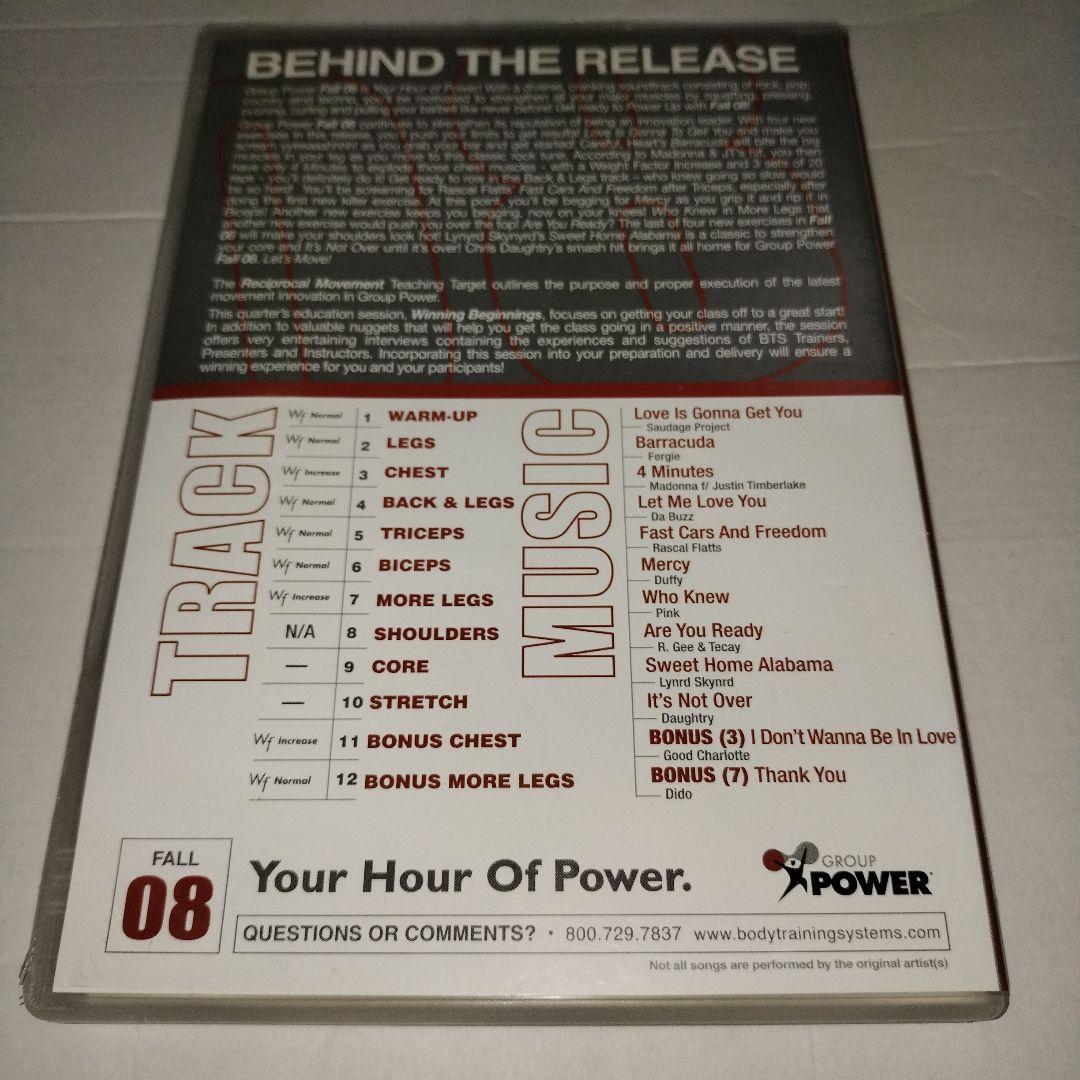 BEHIND THE RELEASE
Group Power Fall 08 Your Hour of Power! With a diverse, soundtrack consisting of rock, pop,
country and techno, you'll be motivated to strengthen all your major muscles by squatting, pressing,
pushing, curling and pulling you before like never before! Get ready to Power Up with Fall 08!
Group Power Fall 08 continues to strengthen its reputation of being an innovation leader. With four new
exercises in this release, you'll push your limits to get results! Love Is Gonna To Get You will make you
as you grab your bar and get started! Careful, Heart's Barracuda will bite the big
muscles in your leg as you move to this classic rock tune. According to Madonna & JT's hit, you then
have only 4 minutes to explode those chest muscles – with a Weight Factor Increase and 3 sets of 20
reps – you'll definitely do it! Get ready to row in the Back & Legs track – who knew going so slow would
be so hard! You'll be screaming for Rascal Flatts' Fast Cars And Freedom after Triceps, especially after
doing the first new killer exercise! At this point you'll be begging for Mercy as you grip it and rip it in
Biceps! Another new exercise keeps you begging, now on your knees! Who Knew in More Legs that
another new exercise would push you over the top! Are You Ready? The last of four new exercises in Fall
08 will make your shoulders look hot! Lynyrd Skynyrd's Sweet Home Alabama is a classic to strengthen
your core and It's Not Over until it's over! Chris Daughtry's smash hit brings it all home for Group Power
Fall 08. Let's Move!
The Reciprocal Movement Teaching Target outlines the purpose and proper execution of the latest
movement innovation in Group Power.
This quarter's education session, Winning Beginnings, focuses on getting your class off to a great start!
In addition to valuable nuggets that will help you get the class going in a positive manner, the session
offers very entertaining interviews containing the experiences and suggestions of BTS Trainers,
Presenters and Instructors. Incorporating this session into your preparation and delivery will ensure a
winning experience for you and your participants!
TRACK
Wf Normal 1 WARM-UP
Wf Normal 2 LEGS
Wf Increase 3 CHEST
Wf Normal 4 BACK & LEGS
Wf Normal 5 TRICEPS
Wf Normal 6 BICEPS
Wf Increase 7 MORE LEGS
N/A 8 SHOULDERS
— 9 CORE
— 10 STRETCH
Wf Increase 11 BONUS CHEST
Wf Normal 12 BONUS MORE LEGS
MUSIC
Love Is Gonna Get You
Saudage Project
Barracuda
Fergie
4 Minutes
Madonna f/ Justin Timberlake
Let Me Love You
Da Buzz
Fast Cars And Freedom
Rascal Flatts
Mercy
Duffy
Who Knew
Pink
Are You Ready
R. Gee & Tecay
Sweet Home Alabama
Lynrd Skynrd
It's Not Over
Daughtry
BONUS (3) I Don't Wanna Be In Love
Good Charlotte
BONUS (7) Thank You
Dido
FALL
08
Your Hour Of Power.
GROUP
POWER
QUESTIONS OR COMMENTS? • 800.729.7837 www.bodytrainingsystems.com
Not all songs are performed by the original artist(s)